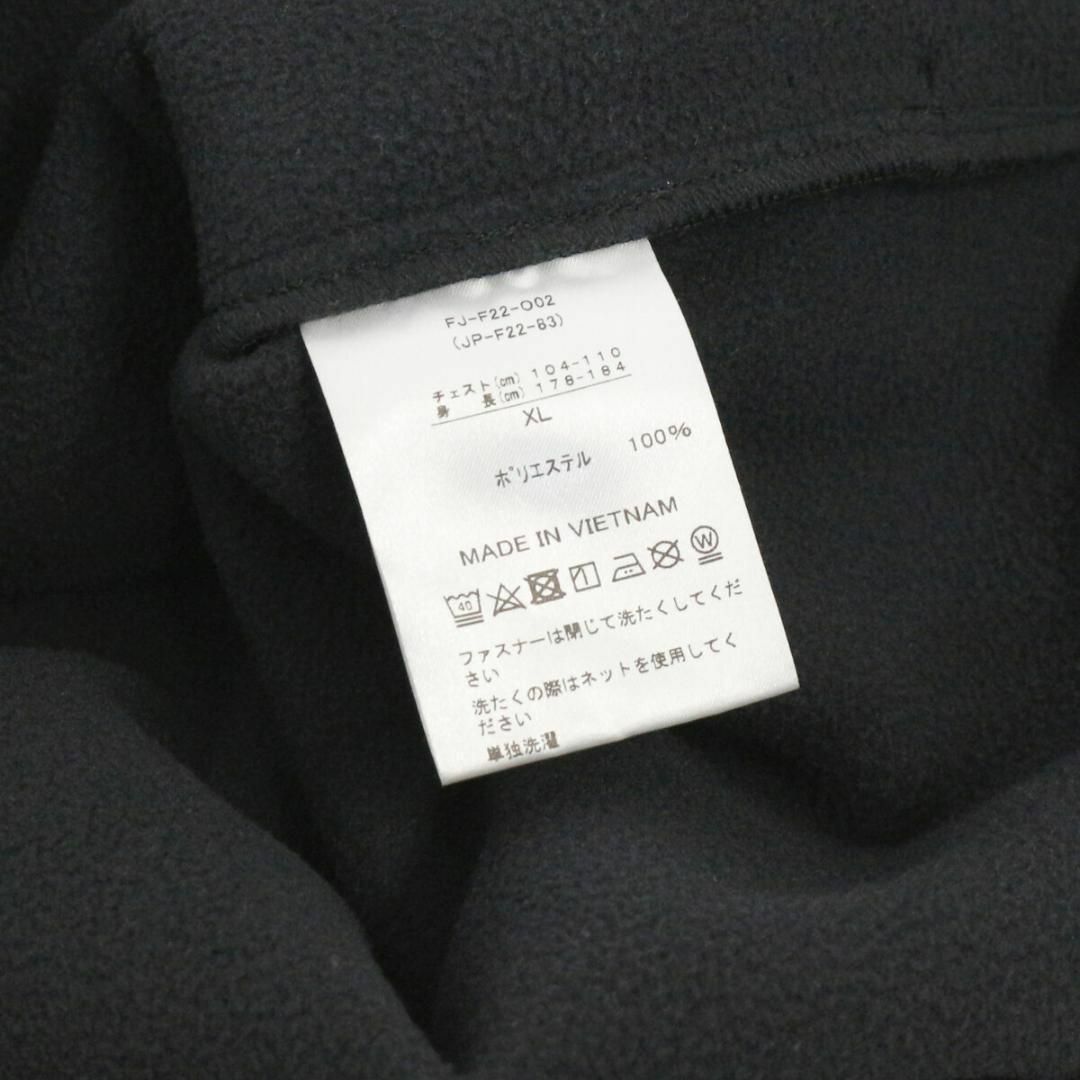 FJ-F22-002
(JP-F22-63)
チェスト(cm) 104-110
身 長(cm) 178-184
XL
ポリエステル 100%
MADE IN VIETNAM
40 W
ファスナーは閉じて洗たくしてくだ
さい
洗たくの際はネットを使用してく
ださい
単独洗濯